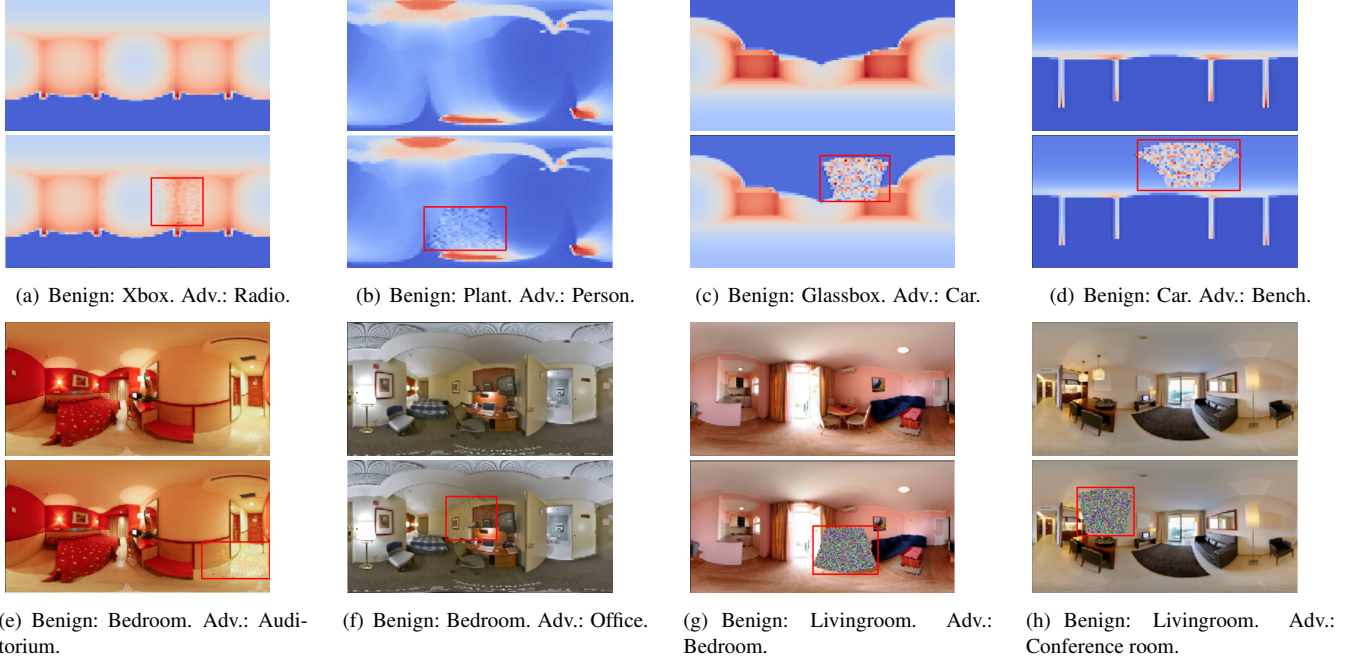 (a) Benign: Xbox. Adv.: Radio.
(b) Benign: Plant. Adv.: Person.
(c) Benign: Glassbox. Adv.: Car.
(d) Benign: Car. Adv.: Bench.
(e) Benign: Bedroom. Adv.: Audi-
torium.
(f) Benign: Bedroom. Adv.: Office.
(g) Benign: Livingroom. Adv.:
Bedroom.
(h) Benign: Livingroom. Adv.:
Conference room.